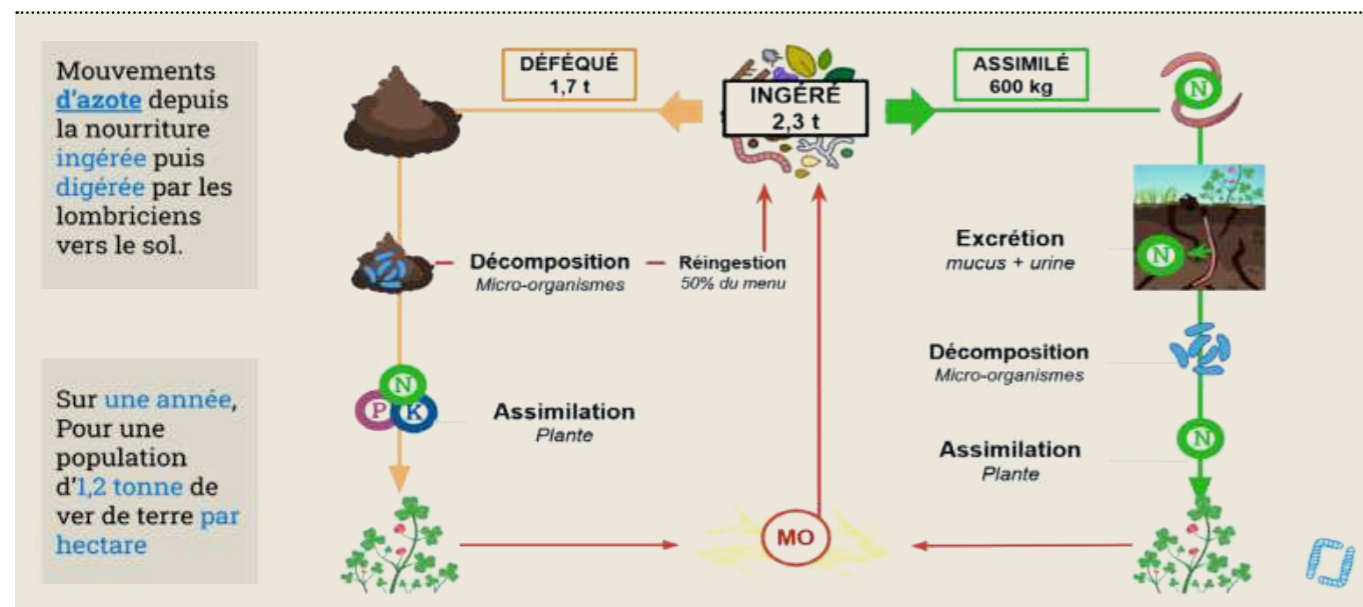 Mouvements
d'azote depuis
la nourriture
ingérée puis
digérée par les
lombriciens
vers le sol.
Sur une année,
Pour une
population
d'1,2 tonne de
ver de terre par
hectare
DÉFÉQUÉ
1,7 t
INGÉRÉ
2,3 t
ASSIMILÉ
600 kg
N
Décomposition
Micro-organismes
Réingestion
50% du menu
Excrétion
mucus + urine
N
Décomposition
Micro-organismes
N
P K
Assimilation
Plante
N
Assimilation
Plante
MO